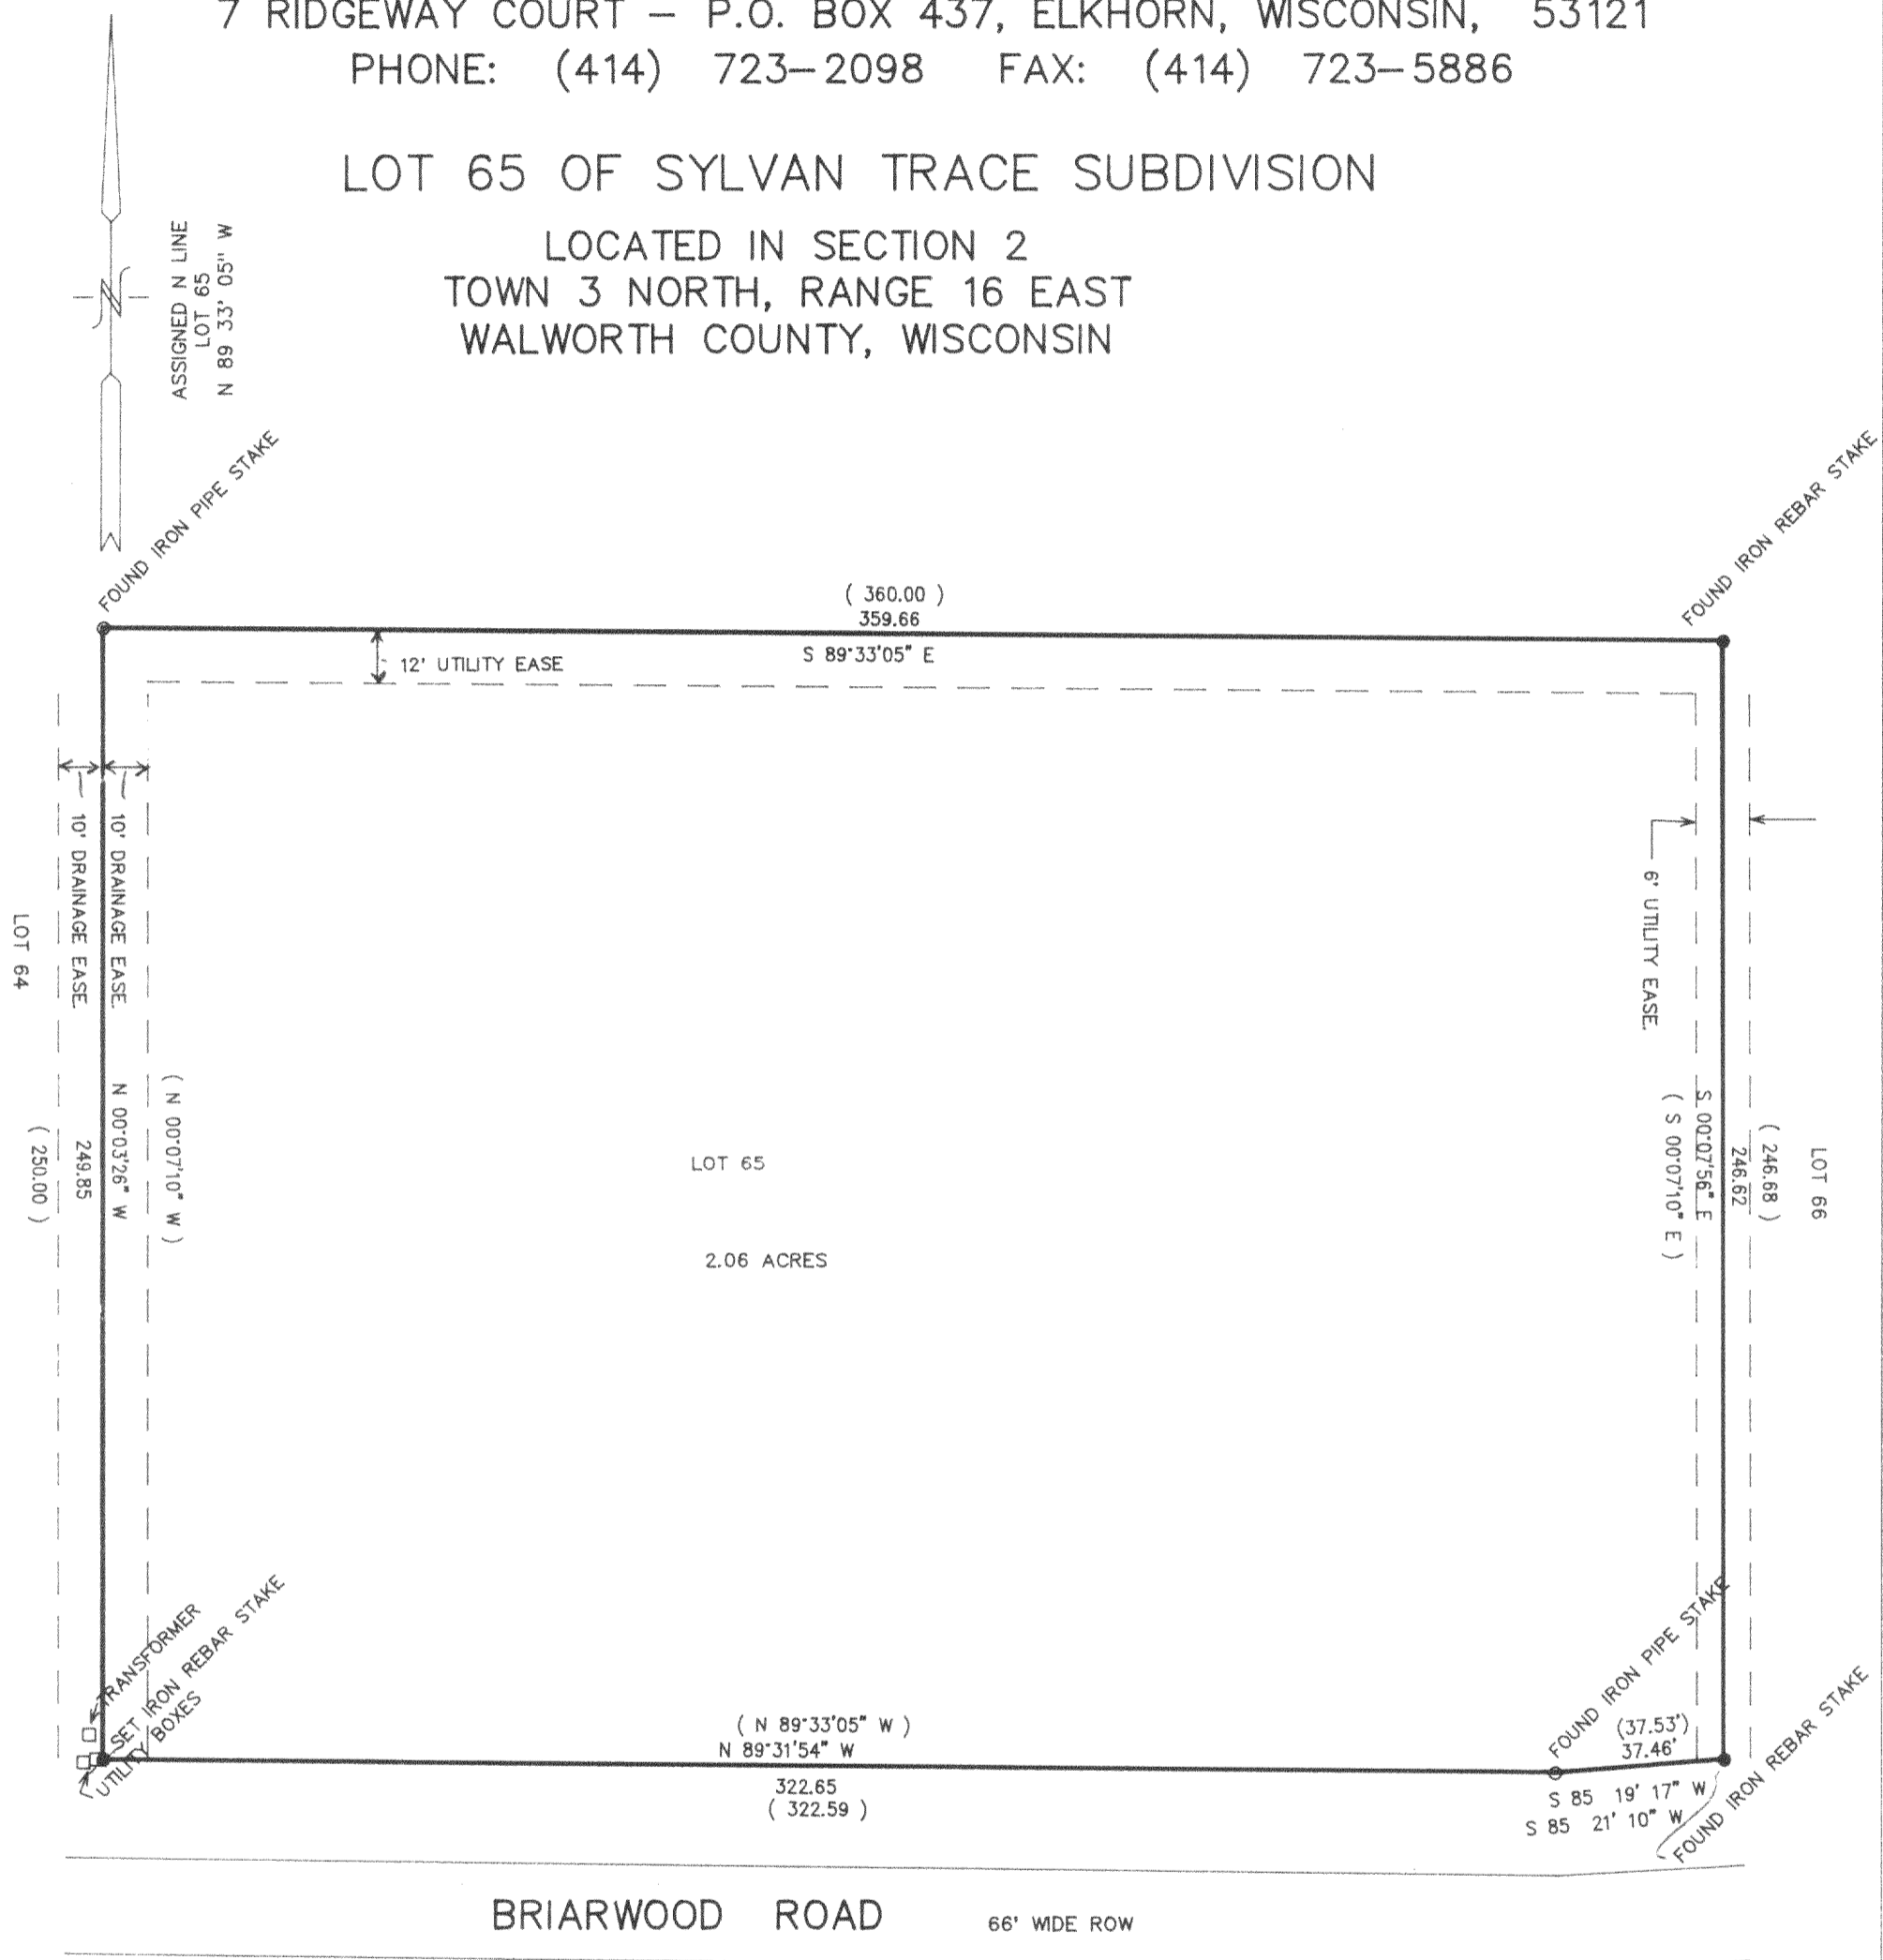 7 RIDGEWAY COURT – P.O. BOX 437, ELKHORN, WISCONSIN, 53121
PHONE: (414) 723–2098 FAX: (414) 723–5886
LOT 65 OF SYLVAN TRACE SUBDIVISION
LOCATED IN SECTION 2
TOWN 3 NORTH, RANGE 16 EAST
WALWORTH COUNTY, WISCONSIN
N
ASSIGNED N LINE
LOT 65
N 89 33' 05" W
FOUND IRON PIPE STAKE
FOUND IRON REBAR STAKE
( 360.00 )
359.66
S 89°33'05" E
12' UTILITY EASE
10' DRAINAGE EASE.
10' DRAINAGE EASE.
LOT 64
N 00°03'26" W
( N 00°07'10" W )
249.85
( 250.00 )
6' UTILITY EASE.
S 00°07'56" E
( S 00°07'10" E )
246.62
( 246.68 )
LOT 66
LOT 65
2.06 ACRES
TRANSFORMER
SET IRON REBAR STAKE
UTILITY BOXES
( N 89°33'05" W )
N 89°31'54" W
322.65
( 322.59 )
FOUND IRON PIPE STAKE
(37.53')
37.46'
S 85 19' 17" W
S 85 21' 10" W
FOUND IRON REBAR STAKE
BRIARWOOD ROAD 66' WIDE ROW